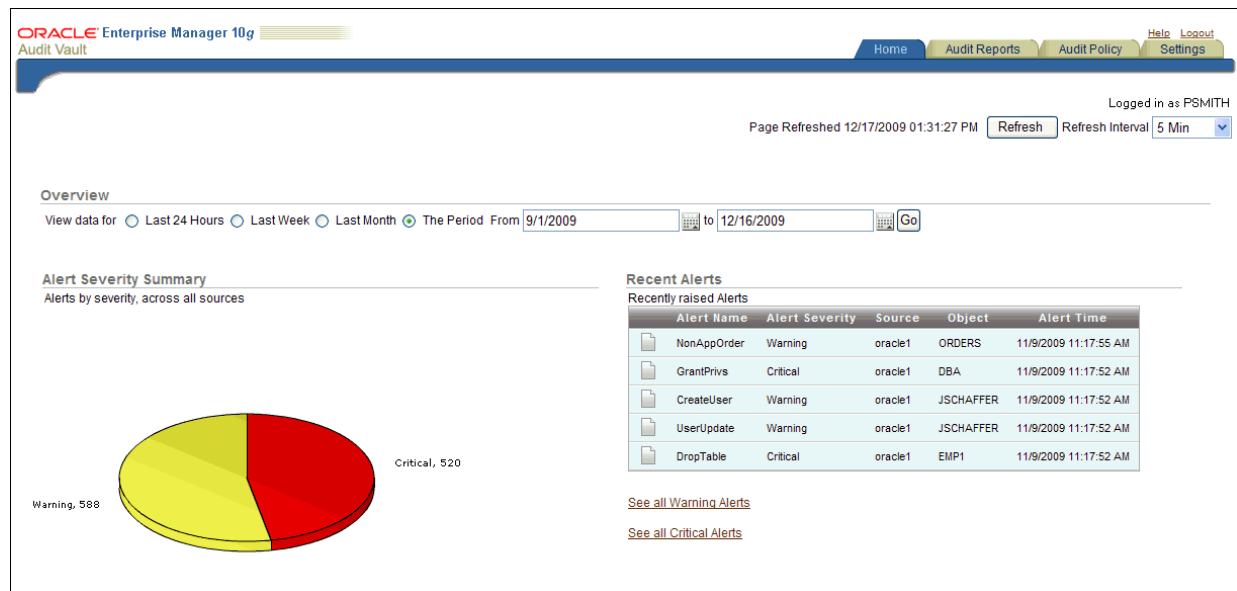 ORACLE Enterprise Manager 10g
Audit Vault
Help Logout
Home Audit Reports Audit Policy Settings
Logged in as PSMITH
Page Refreshed 12/17/2009 01:31:27 PM Refresh Refresh Interval 5 Min
Overview
View data for Last 24 Hours Last Week Last Month The Period From 9/1/2009 to 12/16/2009 Go
Alert Severity Summary
Alerts by severity, across all sources
Critical, 520
Warning, 588
Recent Alerts
Recently raised Alerts
Alert Name Alert Severity Source Object Alert Time
NonAppOrder Warning oracle1 ORDERS 11/9/2009 11:17:55 AM
GrantPrivs Critical oracle1 DBA 11/9/2009 11:17:52 AM
CreateUser Warning oracle1 JSCHAFFER 11/9/2009 11:17:52 AM
UserUpdate Warning oracle1 JSCHAFFER 11/9/2009 11:17:52 AM
DropTable Critical oracle1 EMP1 11/9/2009 11:17:52 AM
See all Warning Alerts
See all Critical Alerts